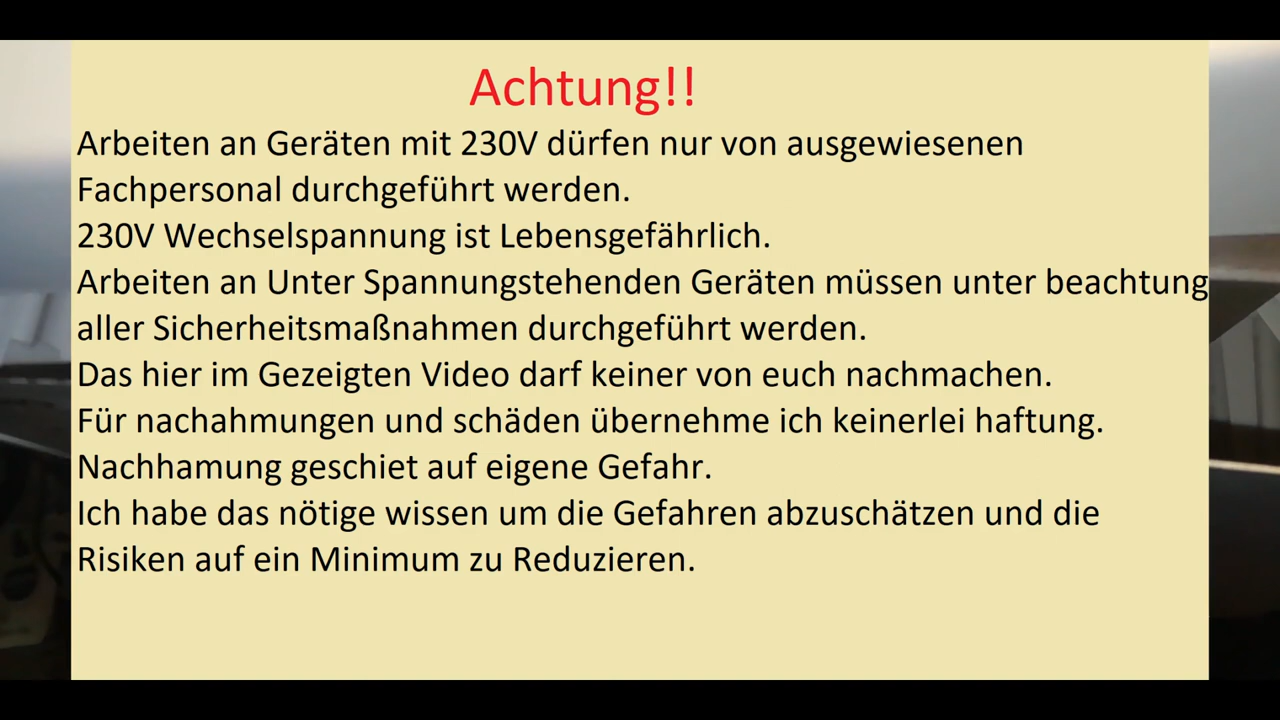 Achtung!!
Arbeiten an Geräten mit 230V dürfen nur von ausgewiesenen
Fachpersonal durchgeführt werden.
230V Wechselspannung ist Lebensgefährlich.
Arbeiten an Unter Spannungstehenden Geräten müssen unter beachtung
aller Sicherheitsmaßnahmen durchgeführt werden.
Das hier im Gezeigten Video darf keiner von euch nachmachen.
Für nachahmungen und schäden übernehme ich keinerlei haftung.
Nachhamung geschiet auf eigene Gefahr.
Ich habe das nötige wissen um die Gefahren abzuschätzen und die
Risiken auf ein Minimum zu Reduzieren.